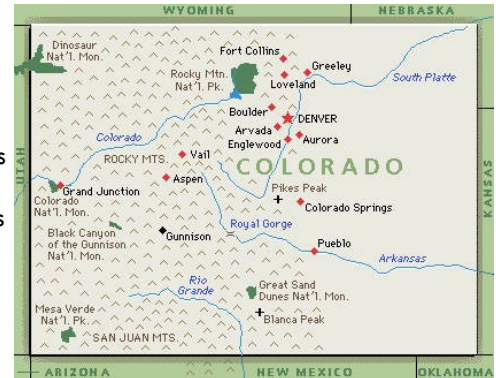 WYOMING
NEBRASKA
Dinosaur
Nat'l. Mon.
Fort Collins
Greeley
Rocky Mtn.
Nat'l. Pk.
Loveland
South Platte
Boulder
DENVER
Arvada
Colorado
Englewood
Aurora
s
ROCKY MTS.
Vail
COLORADO
UTAH
Grand Junction
Aspen
Pikes Peak
KANSAS
Colorado
Nat'l. Mon.
Colorado Springs
s
Royal Gorge
Black Canyon
of the Gunnison
Nat'l. Mon.
Gunnison
Pueblo
Arkansas
Rio
Grande
Great Sand
Dunes Nat'l. Mon.
Mesa Verde
Nat'l. Pk.
Blanca Peak
SAN JUAN MTS.
ARIZONA
NEW MEXICO
OKLAHOMA